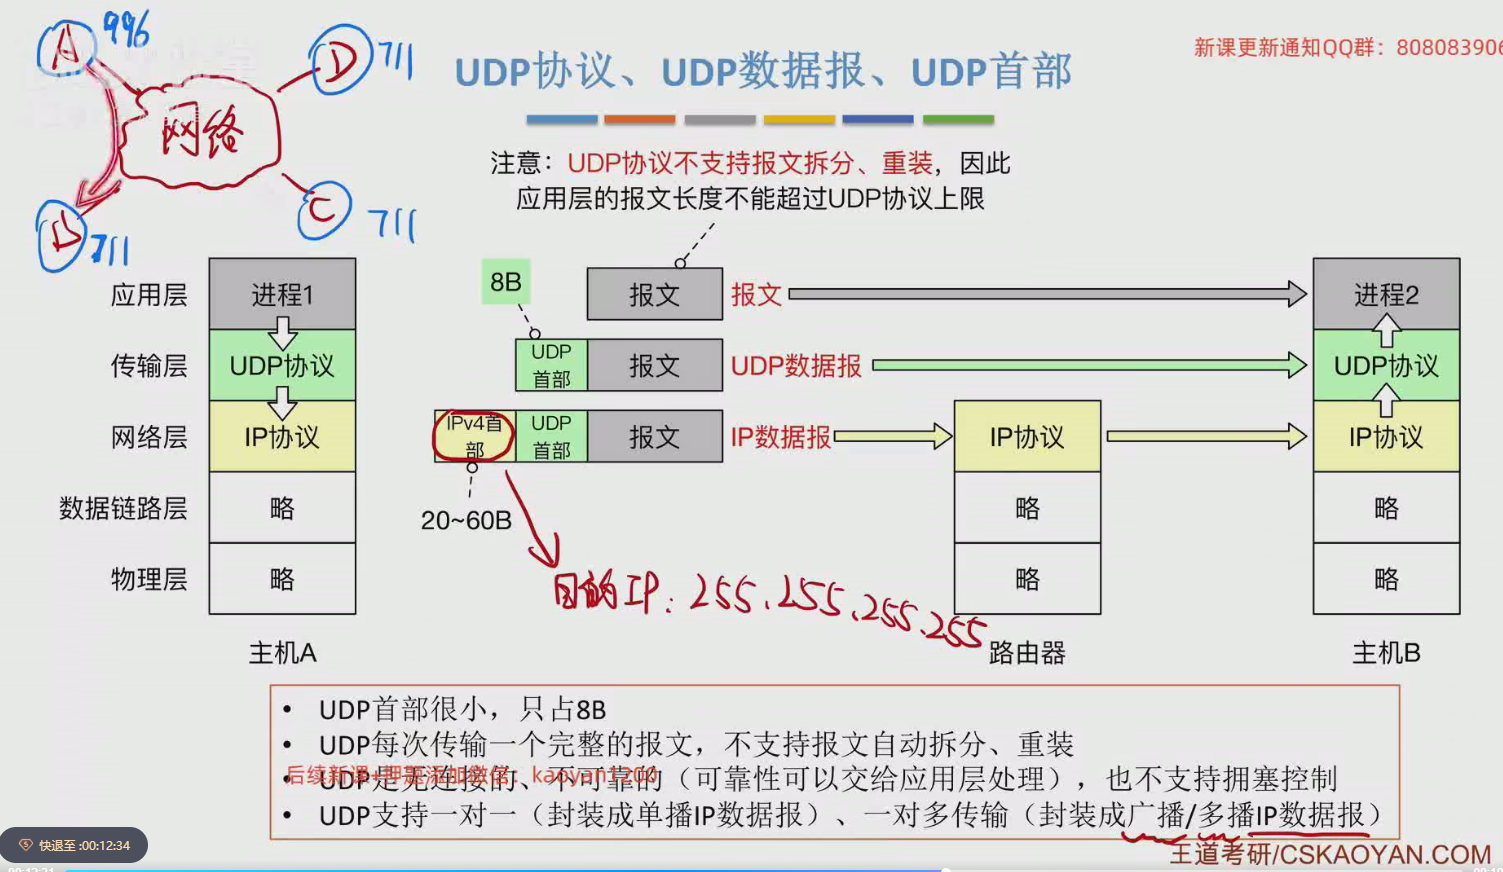 A 996
D 711
网络
B 711
C 711
UDP协议、UDP数据报、UDP首部
新课更新通知QQ群：808083906
注意：UDP协议不支持报文拆分、重装，因此
应用层的报文长度不能超过UDP协议上限
应用层
进程1
8B
报文
报文
进程2
传输层
UDP协议
UDP
首部
报文
UDP数据报
UDP协议
网络层
IP协议
IPv4首
部
UDP
首部
报文
IP数据报
IP协议
IP协议
20~60B
数据链路层
略
略
略
物理层
略
略
略
目的IP：255.255.255.255
主机A
路由器
主机B
• UDP首部很小，只占8B
• UDP每次传输一个完整的报文，不支持报文自动拆分、重装
• UDP是无连接的、不可靠的（可靠性可以交给应用层处理），也不支持拥塞控制
后续新课+押题添加微信：kaoyan1200
• UDP支持一对一（封装成单播IP数据报）、一对多传输（封装成广播/多播IP数据报）
快退至:00:12:34
王道考研/CSKAOYAN.COM